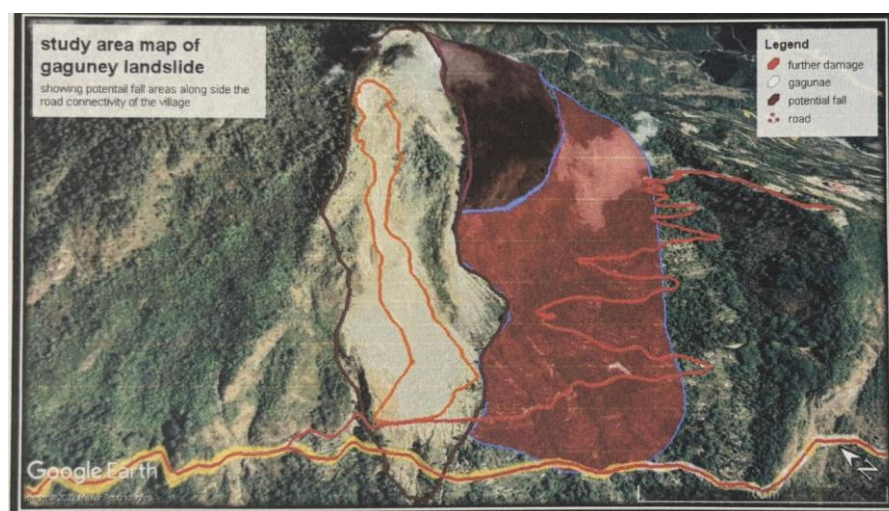 study area map of
gaguney landslide
showing potentail fall areas along side the
road connectivity of the village
Legend
further damage
gagunae
potential fall
road
Google Earth
N